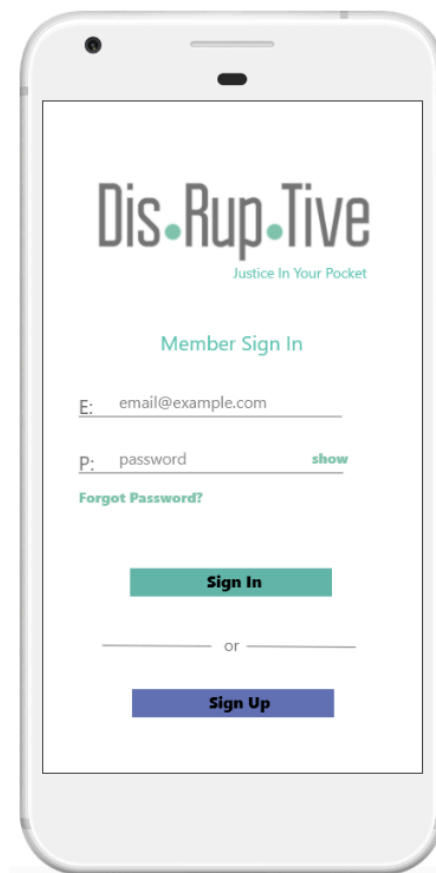 Dis•Rup•Tive
Justice In Your Pocket
Member Sign In
E: email@example.com
P: password show
Forgot Password?
Sign In
or
Sign Up